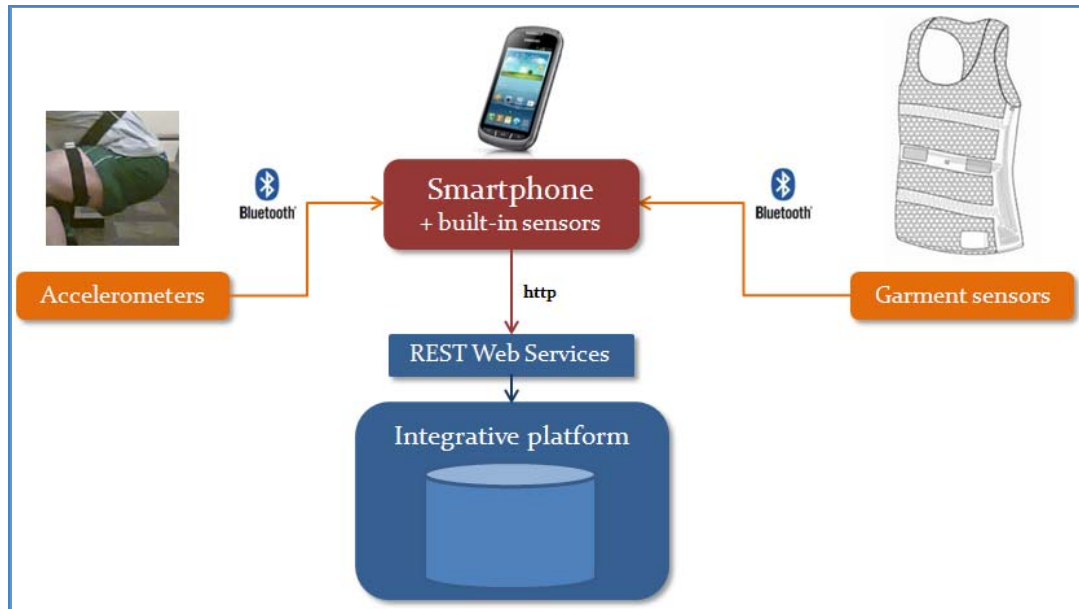 Smartphone
+ built-in sensors
Bluetooth
Bluetooth
Accelerometers
Garment sensors
http
REST Web Services
Integrative platform